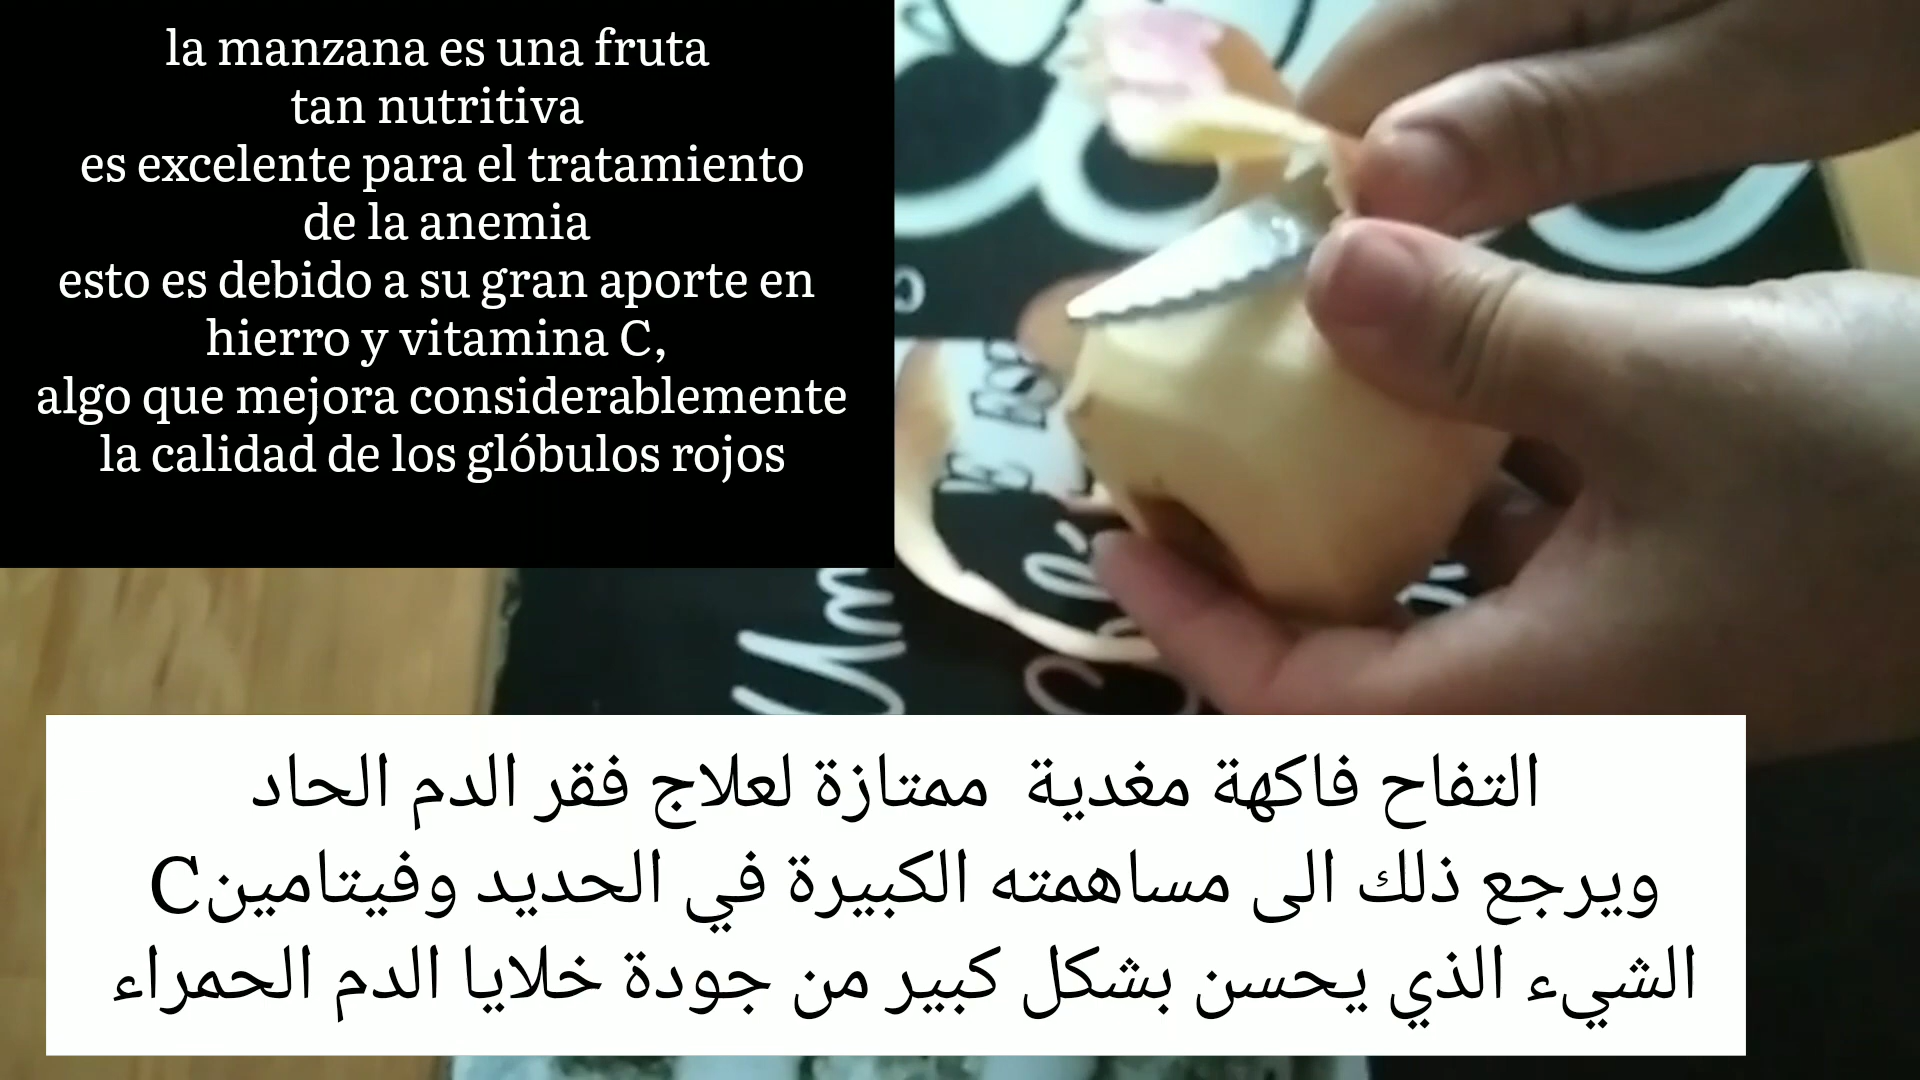 la manzana es una fruta
tan nutritiva
es excelente para el tratamiento
de la anemia
esto es debido a su gran aporte en
hierro y vitamina C,
algo que mejora considerablemente
la calidad de los glóbulos rojos
التفاح فاكهة مغدية ممتازة لعلاج فقر الدم الحاد
ويرجع ذلك الى مساهمته الكبيرة في الحديد وفيتامينC
الشيء الذي يحسن بشكل كبير من جودة خلايا الدم الحمراء